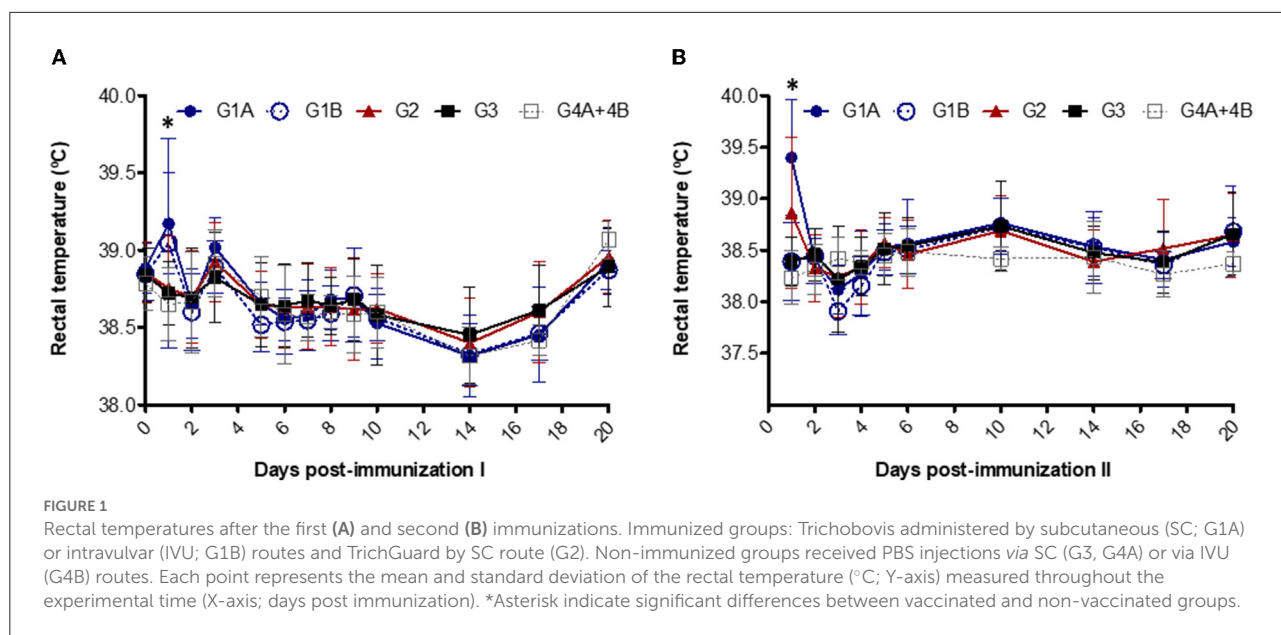 A
40.0
39.5
39.0
38.5
38.0
Rectal temperature (ºC)
G1A G1B G2 G3 G4A+4B
*
0 2 4 6 8 10 12 14 16 18 20
Days post-immunization I
B
40.0
39.5
39.0
38.5
38.0
37.5
Rectal temperature (ºC)
*
G1A G1B G2 G3 G4A+4B
0 2 4 6 8 10 12 14 16 18 20
Days post-immunization II
FIGURE 1
Rectal temperatures after the first (A) and second (B) immunizations. Immunized groups: Trichobovis administered by subcutaneous (SC; G1A)
or intravulvar (IVU; G1B) routes and TrichGuard by SC route (G2). Non-immunized groups received PBS injections via SC (G3, G4A) or via IVU
(G4B) routes. Each point represents the mean and standard deviation of the rectal temperature (°C; Y-axis) measured throughout the
experimental time (X-axis; days post immunization). *Asterisk indicate significant differences between vaccinated and non-vaccinated groups.